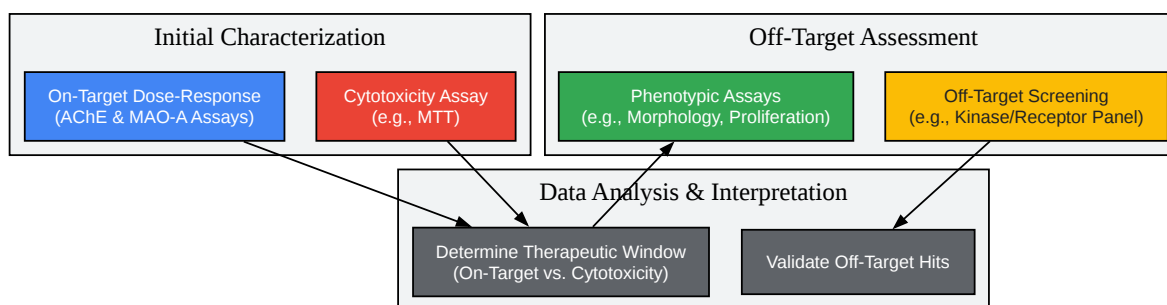 Initial Characterization
On-Target Dose-Response
(AChE & MAO-A Assays)
Cytotoxicity Assay
(e.g., MTT)
Off-Target Assessment
Phenotypic Assays
(e.g., Morphology, Proliferation)
Off-Target Screening
(e.g., Kinase/Receptor Panel)
Data Analysis & Interpretation
Determine Therapeutic Window
(On-Target vs. Cytotoxicity)
Validate Off-Target Hits